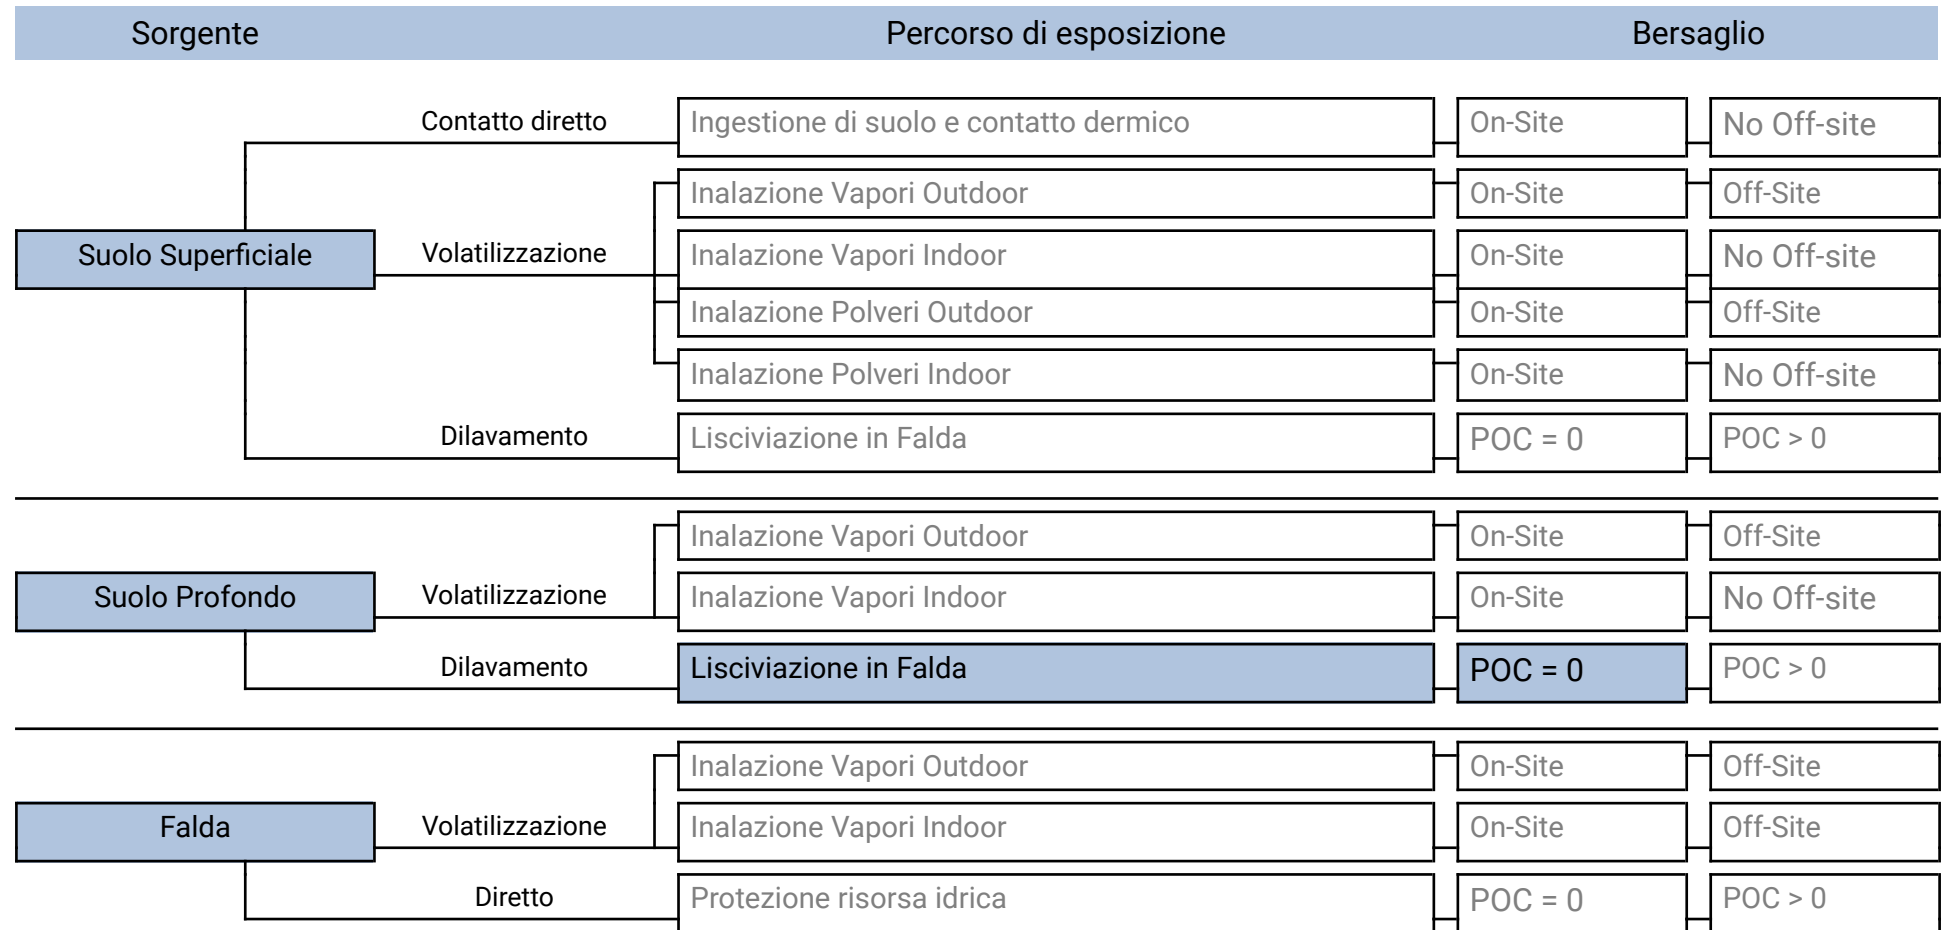 Sorgente Percorso di esposizione Bersaglio
Contatto diretto Ingestione di suolo e contatto dermico On-Site No Off-site
Inalazione Vapori Outdoor On-Site Off-Site
Suolo Superficiale Volatilizzazione Inalazione Vapori Indoor On-Site No Off-site
Inalazione Polveri Outdoor On-Site Off-Site
Inalazione Polveri Indoor On-Site No Off-site
Dilavamento Lisciviazione in Falda POC = 0 POC > 0
Inalazione Vapori Outdoor On-Site Off-Site
Suolo Profondo Volatilizzazione Inalazione Vapori Indoor On-Site No Off-site
Dilavamento Lisciviazione in Falda POC = 0 POC > 0
Inalazione Vapori Outdoor On-Site Off-Site
Falda Volatilizzazione Inalazione Vapori Indoor On-Site Off-Site
Diretto Protezione risorsa idrica POC = 0 POC > 0